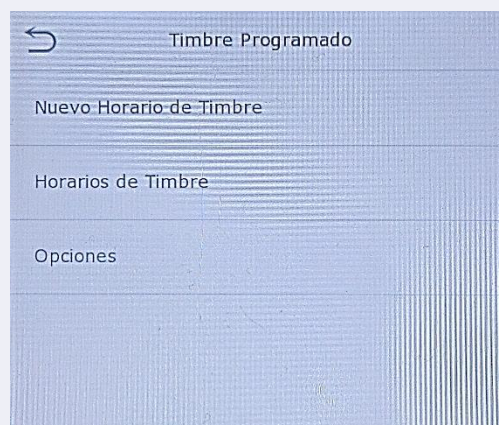 Timbre Programado
Nuevo Horario de Timbre
Horarios de Timbre
Opciones